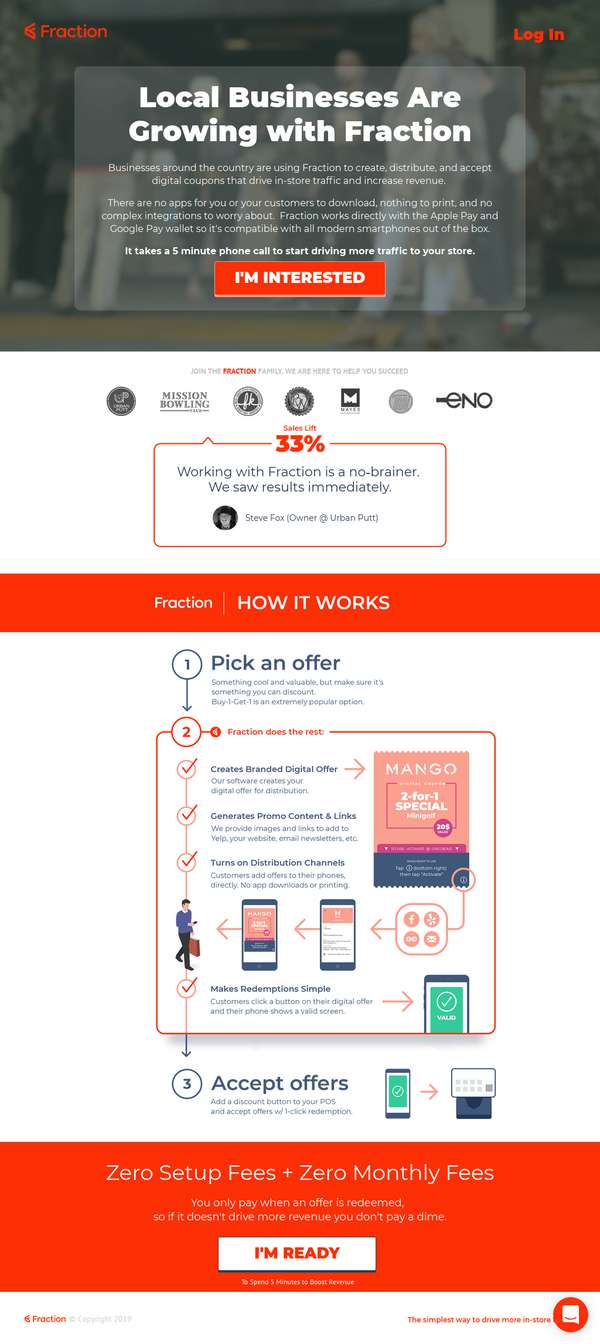 Fraction
Log In
Local Businesses Are
Growing with Fraction
Businesses around the country are using Fraction to create, distribute, and accept
digital coupons that drive in-store traffic and increase revenue.
There are no apps for you or your customers to download, nothing to print, and no
complex integrations to worry about. Fraction works directly with the Apple Pay and
Google Pay wallet so it's compatible with all modern smartphones out of the box.
It takes a 5 minute phone call to start driving more traffic to your store.
I'M INTERESTED
JOIN THE FRACTION FAMILY, WE ARE HERE TO HELP YOU SUCCEED
URBAN PUTT
MISSION
BOWLING
CLUB
fk
MAYES
eNO
Sales Lift
33%
Working with Fraction is a no-brainer.
We saw results immediately.
Steve Fox (Owner @ Urban Putt)
Fraction | HOW IT WORKS
1 Pick an offer
Something cool and valuable, but make sure it's
something you can discount.
Buy-1-Get-1 is an extremely popular option.
2 Fraction does the rest:
Creates Branded Digital Offer
Our software creates your
digital offer for distribution.
MANGO
DIGITAL COUPON
2-for-1
SPECIAL
Minigolf
20$
VALUE
Tap ⓘ (bottom right)
then tap "Activate"
Generates Promo Content & Links
We provide images and links to add to
Yelp, your website, email newsletters, etc.
Turns on Distribution Channels
Customers add offers to their phones,
directly. No app downloads or printing.
MANGO
M
Makes Redemptions Simple
Customers click a button on their digital offer
and their phone shows a valid screen.
VALID
3 Accept offers
Add a discount button to your POS
and accept offers w/ 1-click redemption.
Zero Setup Fees + Zero Monthly Fees
You only pay when an offer is redeemed,
so if it doesn't drive more revenue you don't pay a dime.
I'M READY
To Spend 5 Minutes to Boost Revenue
Fraction © Copyright 2019
The simplest way to drive more in-store